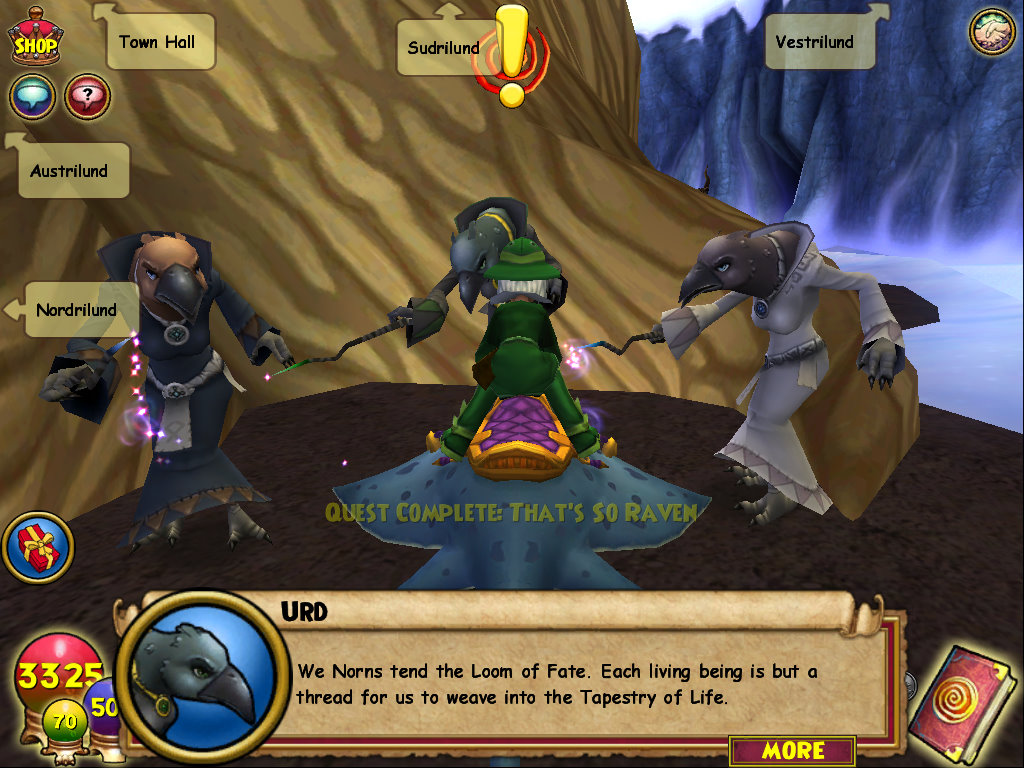 SHOP
Town Hall
Sudrilund
Vestrilund
?
Austrilund
Nordrilund
QUEST COMPLETE: THAT'S SO RAVEN
URD
We Norns tend the Loom of Fate. Each living being is but a
thread for us to weave into the Tapestry of Life.
3325
50
70
MORE